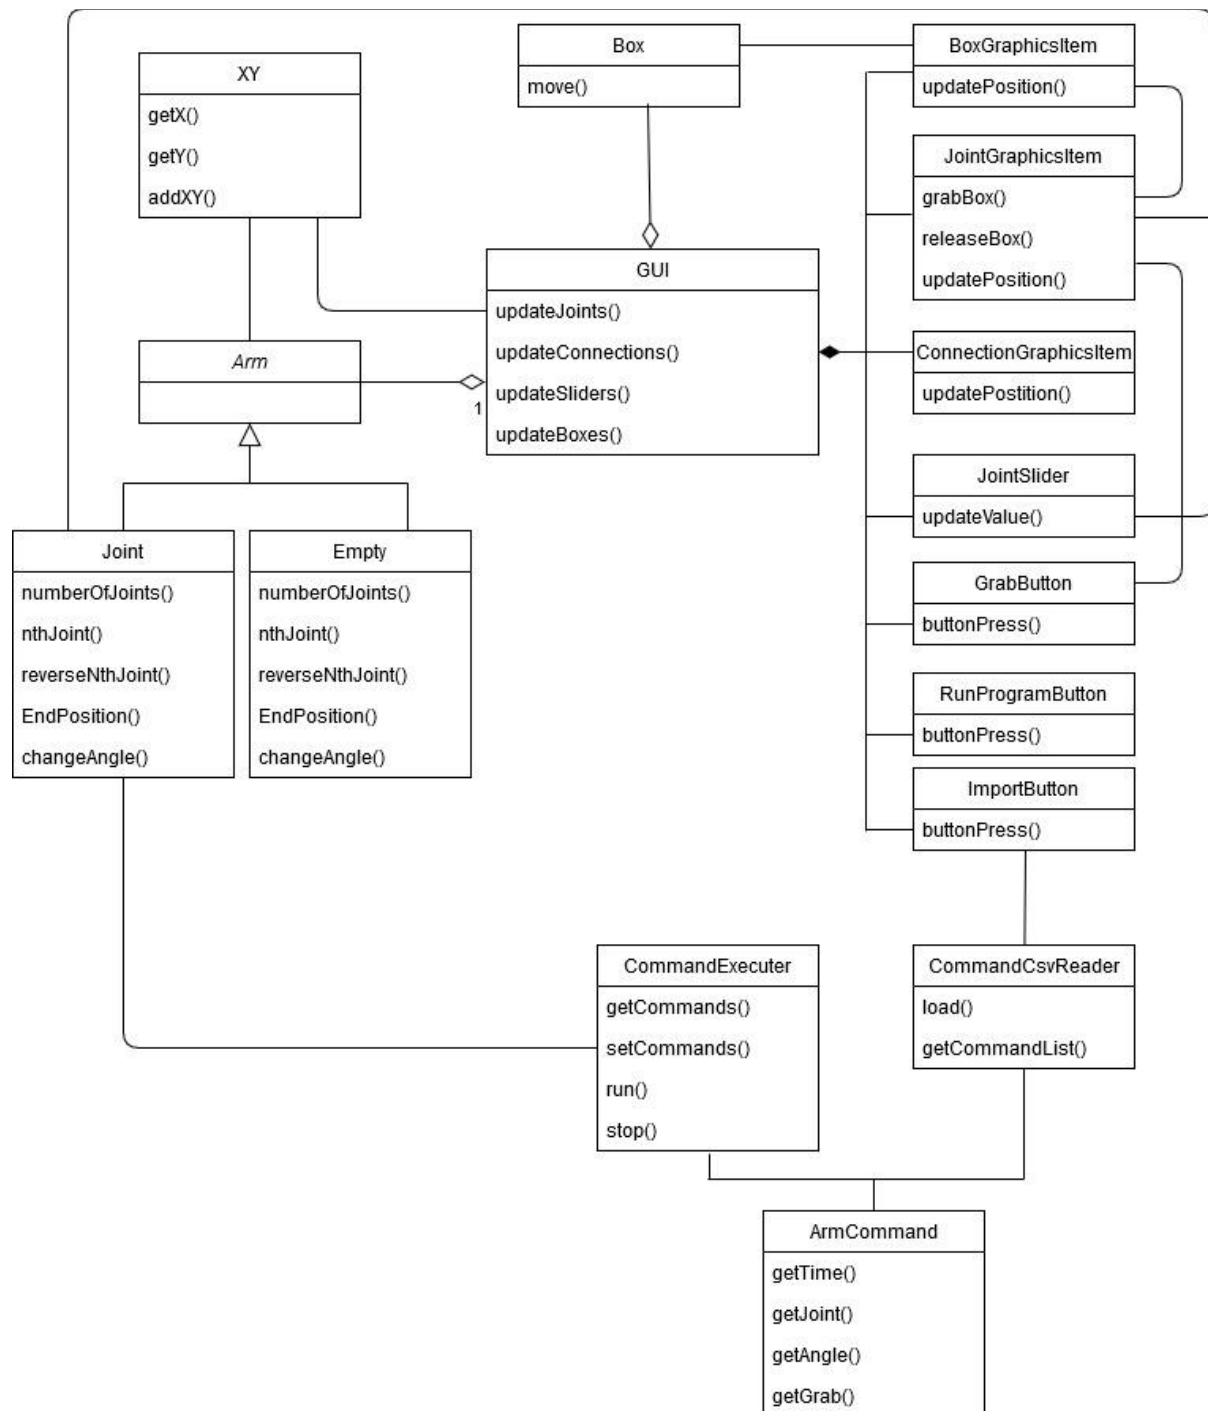 Box
move()
BoxGraphicsItem
updatePosition()
XY
getX()
getY()
addXY()
JointGraphicsItem
grabBox()
releaseBox()
updatePosition()
GUI
updateJoints()
updateConnections()
updateSliders()
updateBoxes()
Arm
1
ConnectionGraphicsItem
updatePostition()
JointSlider
updateValue()
Joint
numberOfJoints()
nthJoint()
reverseNthJoint()
EndPosition()
changeAngle()
Empty
numberOfJoints()
nthJoint()
reverseNthJoint()
EndPosition()
changeAngle()
GrabButton
buttonPress()
RunProgramButton
buttonPress()
ImportButton
buttonPress()
CommandExecuter
getCommands()
setCommands()
run()
stop()
CommandCsvReader
load()
getCommandList()
ArmCommand
getTime()
getJoint()
getAngle()
getGrab()